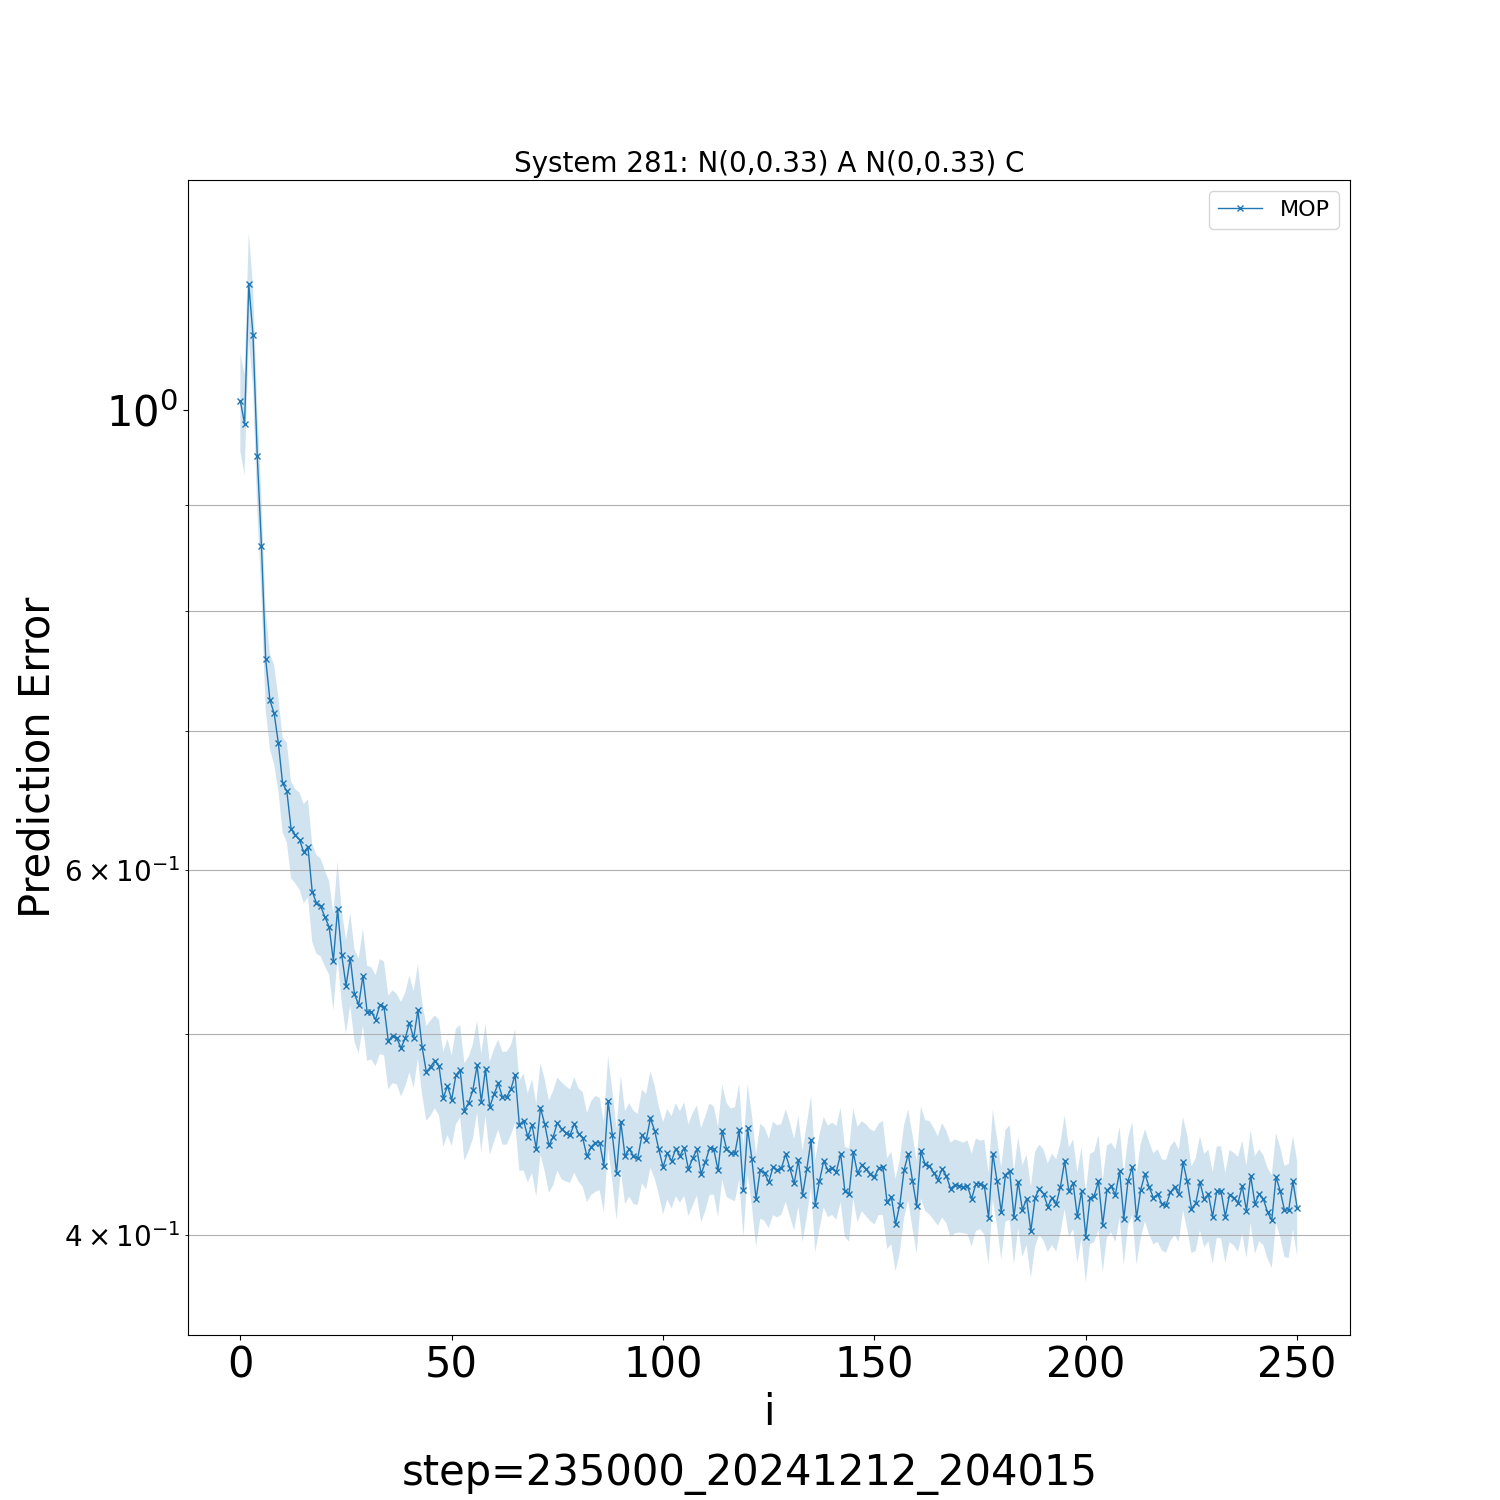 System 281: N(0,0.33) A N(0,0.33) C
MOP
10⁰
6 × 10⁻¹
4 × 10⁻¹
Prediction Error
0 50 100 150 200 250
i
step=235000_20241212_204015